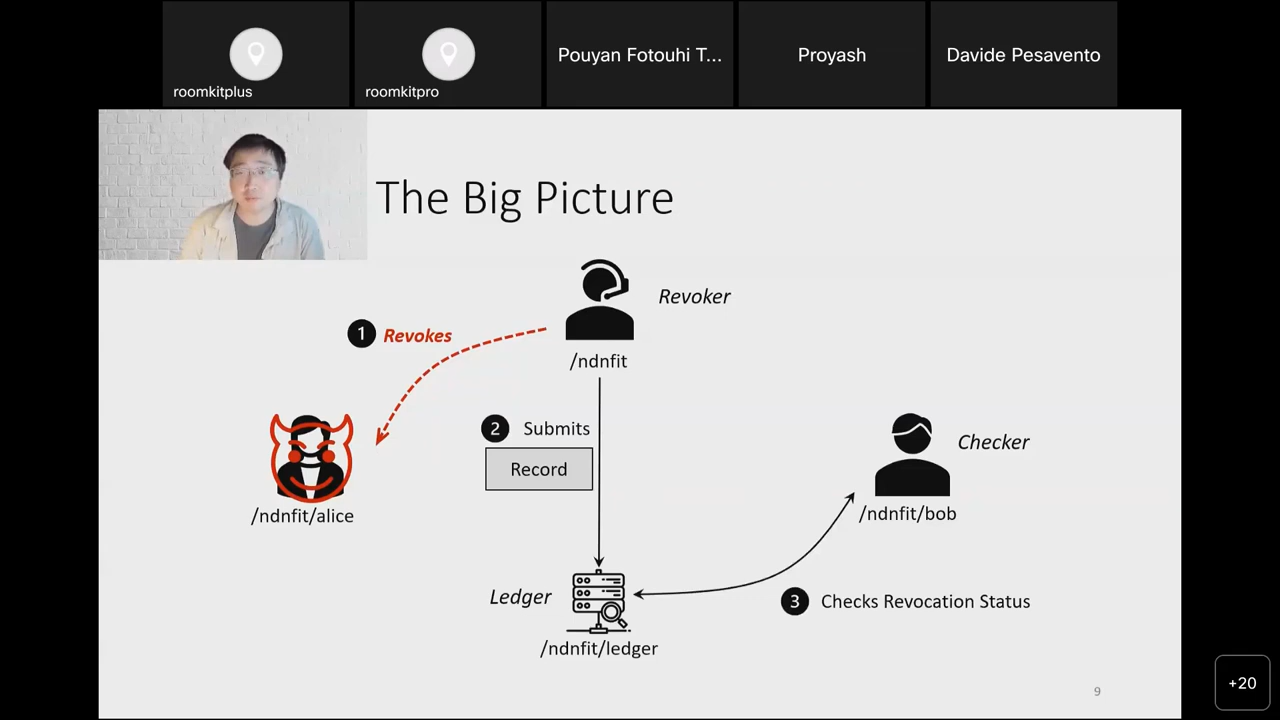 roomkitplus
roomkitpro
Pouyan Fotouhi T...
Proyash
Davide Pesavento
The Big Picture
Revoker
1 Revokes
/ndnfit
2 Submits
Record
Checker
/ndnfit/alice
/ndnfit/bob
Ledger
3 Checks Revocation Status
/ndnfit/ledger
9
+20